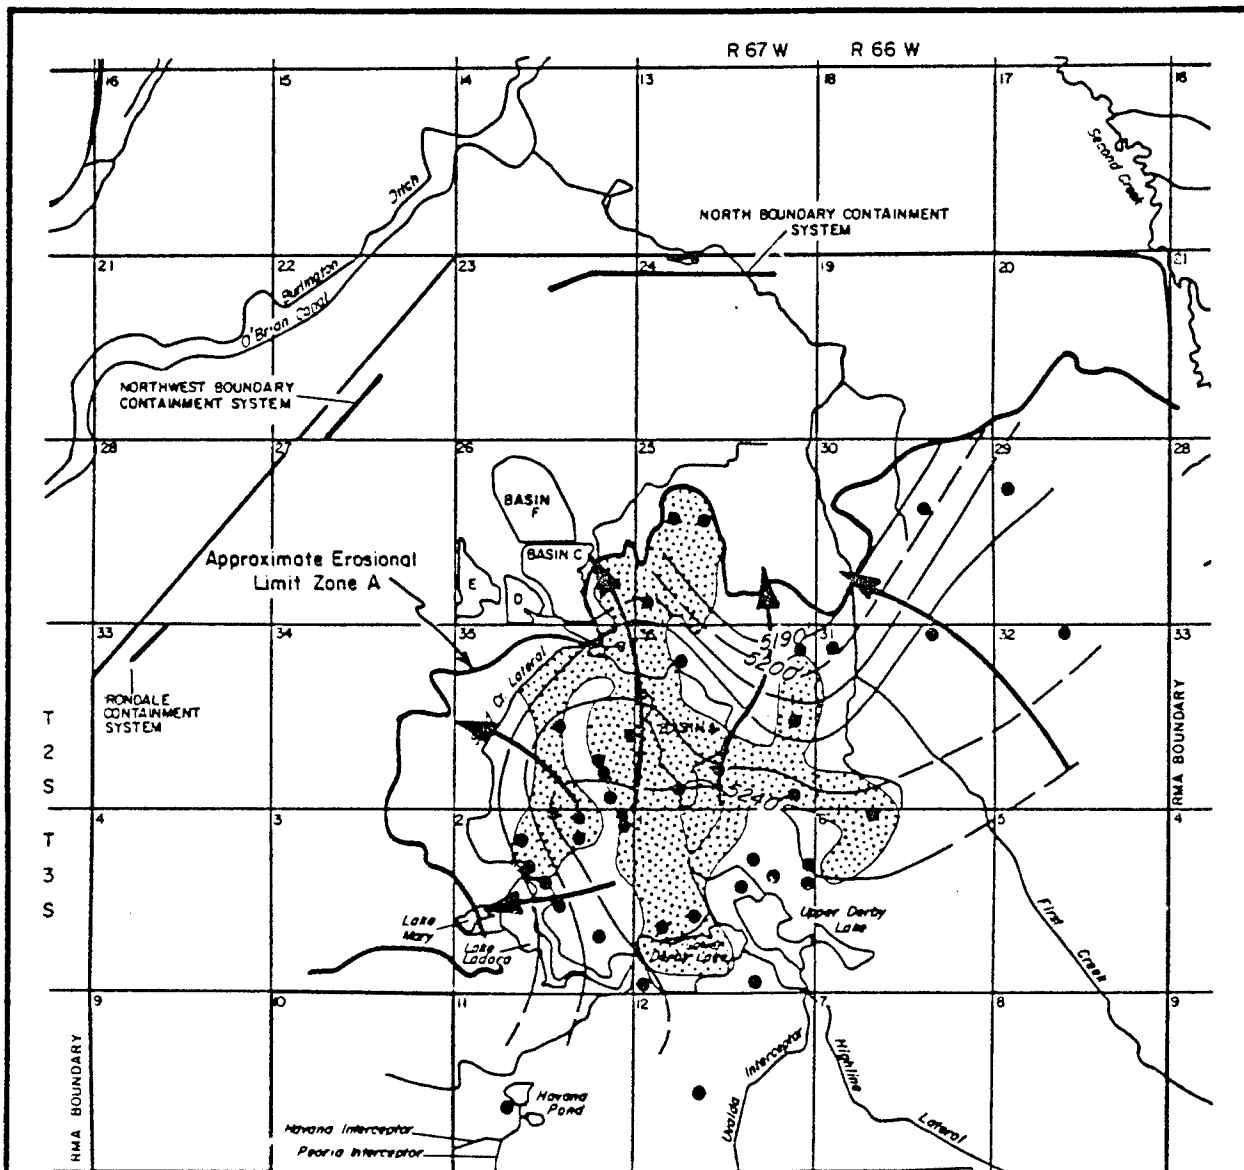 R 67 W R 66 W
16 15 14 13 18 17 16
Second Creek
Ditch
NORTH BOUNDARY CONTAINMENT
SYSTEM
21 22 23 24 19 20 21
Burlington
O'Brian Canal
NORTHWEST BOUNDARY
CONTAINMENT SYSTEM
28 27 26 25 30 29 28
BASIN
F
BASIN C
Approximate Erosional
Limit Zone A
E
D
33 34 35 36 31 32 33
5190
5200
Lateral
IRONDALE
CONTAINMENT
SYSTEM
RMA BOUNDARY
T
2
S
BASIN A
5240
4 3 2 6 5 4
T
3
S
Lake
Mary
Lake
Ladora
Lower
Derby Lake
Upper Derby
Lake
First
Creek
9 10 11 12 7 8 9
RMA BOUNDARY
Uvalda
Interceptor
Highline
Lateral
Havana
Pond
Havana Interceptor
Peoria Interceptor